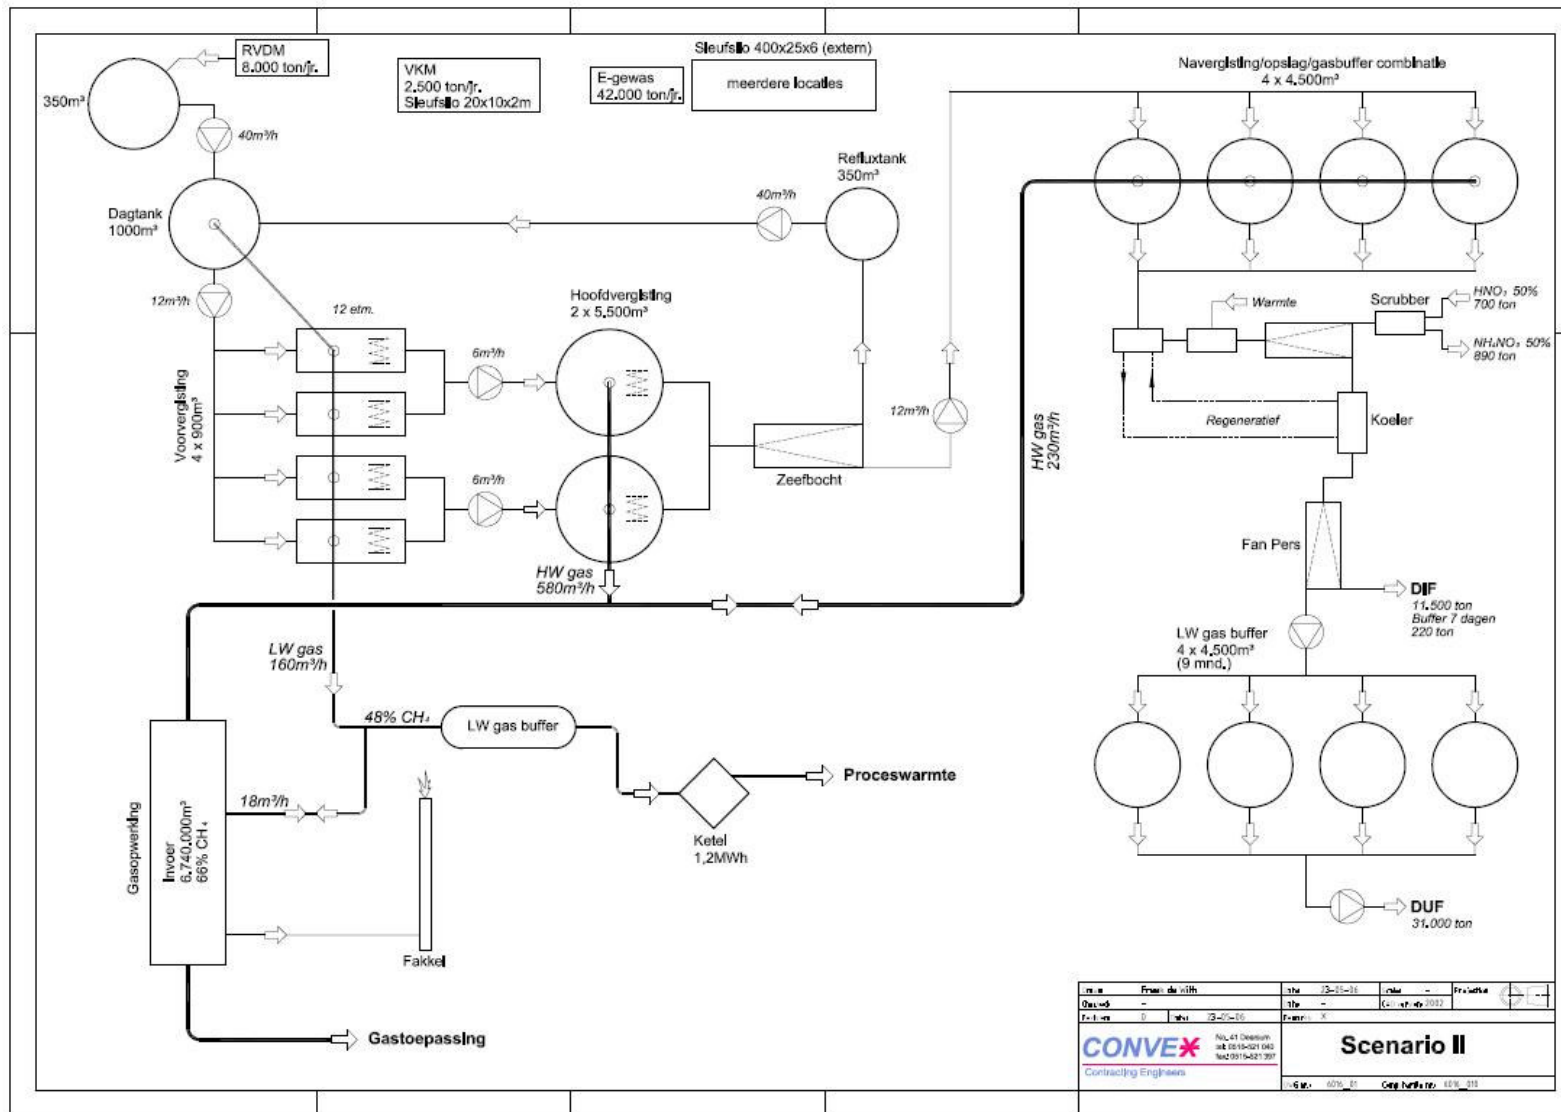 RVDM
8.000 ton/jr.
350m³
40m³/h
VKM
2.500 ton/jr.
Sleufsilo 20x10x2m
E-gewas
42.000 ton/jr.
Sleufsilo 400x25x6 (extern)
meerdere locaties
Navergisting/opslag/gasbuffer combinatie
4 x 4.500m³
Dagtank
1000m³
40m³/h
Refluxtank
350m³
12m³/h
12 etm.
Voorvergisting
4 x 900m³
6m³/h
6m³/h
Hoofdvergisting
2 x 5.500m³
Zeefbocht
12m³/h
HW gas
230m³/h
Warmte
Scrubber
HNO₃ 50%
700 ton
NH₄NO₃ 50%
890 ton
Regeneratief
Koeler
Fan Pers
DIF
11.500 ton
Buffer 7 dagen
220 ton
HW gas
580m³/h
LW gas
160m³/h
48% CH₄
LW gas buffer
Proceswarmte
Ketel
1,2MWh
18m³/h
Gasopwerking
Invoer
6.740.000m³
66% CH₄
Fakkel
Gastoepassing
LW gas buffer
4 x 4.500m³
(9 mnd.)
DUF
31.000 ton
23-05-06
23-05-06
CONVEX
Contracting Engineers
Scenario II